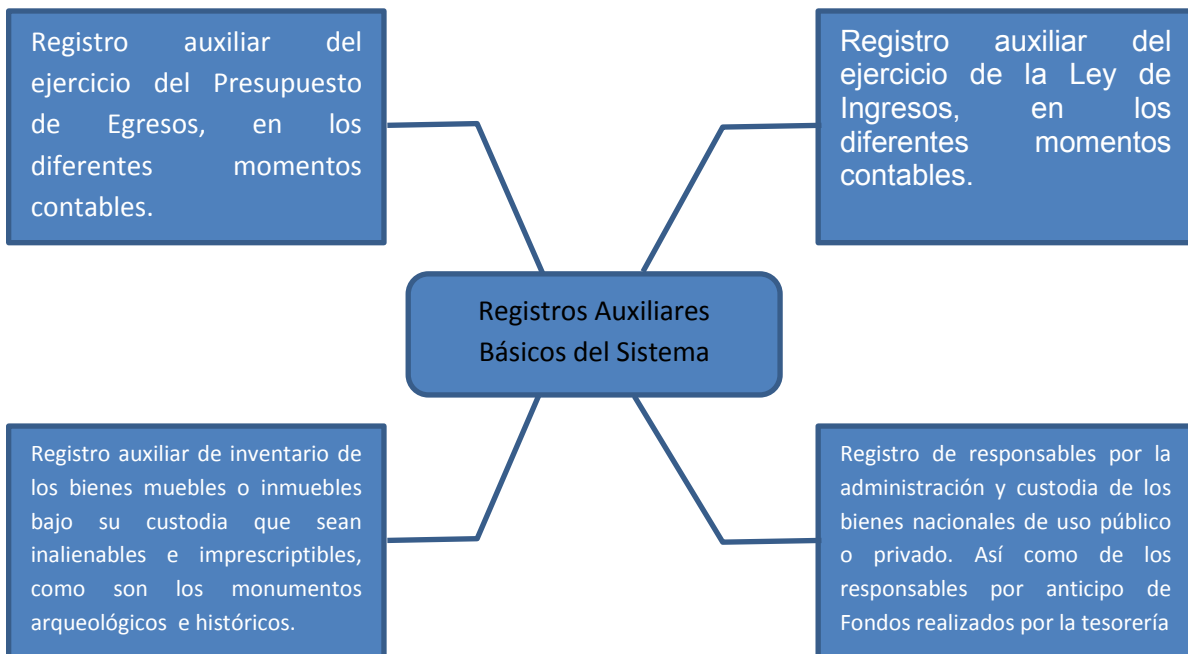 Registro auxiliar del
ejercicio del Presupuesto
de Egresos, en los
diferentes momentos
contables.
Registro auxiliar del
ejercicio de la Ley de
Ingresos, en los
diferentes momentos
contables.
Registros Auxiliares
Básicos del Sistema
Registro auxiliar de inventario de
los bienes muebles o inmuebles
bajo su custodia que sean
inalienables e imprescriptibles,
como son los monumentos
arqueológicos e históricos.
Registro de responsables por la
administración y custodia de los
bienes nacionales de uso público
o privado. Así como de los
responsables por anticipo de
Fondos realizados por la tesorería